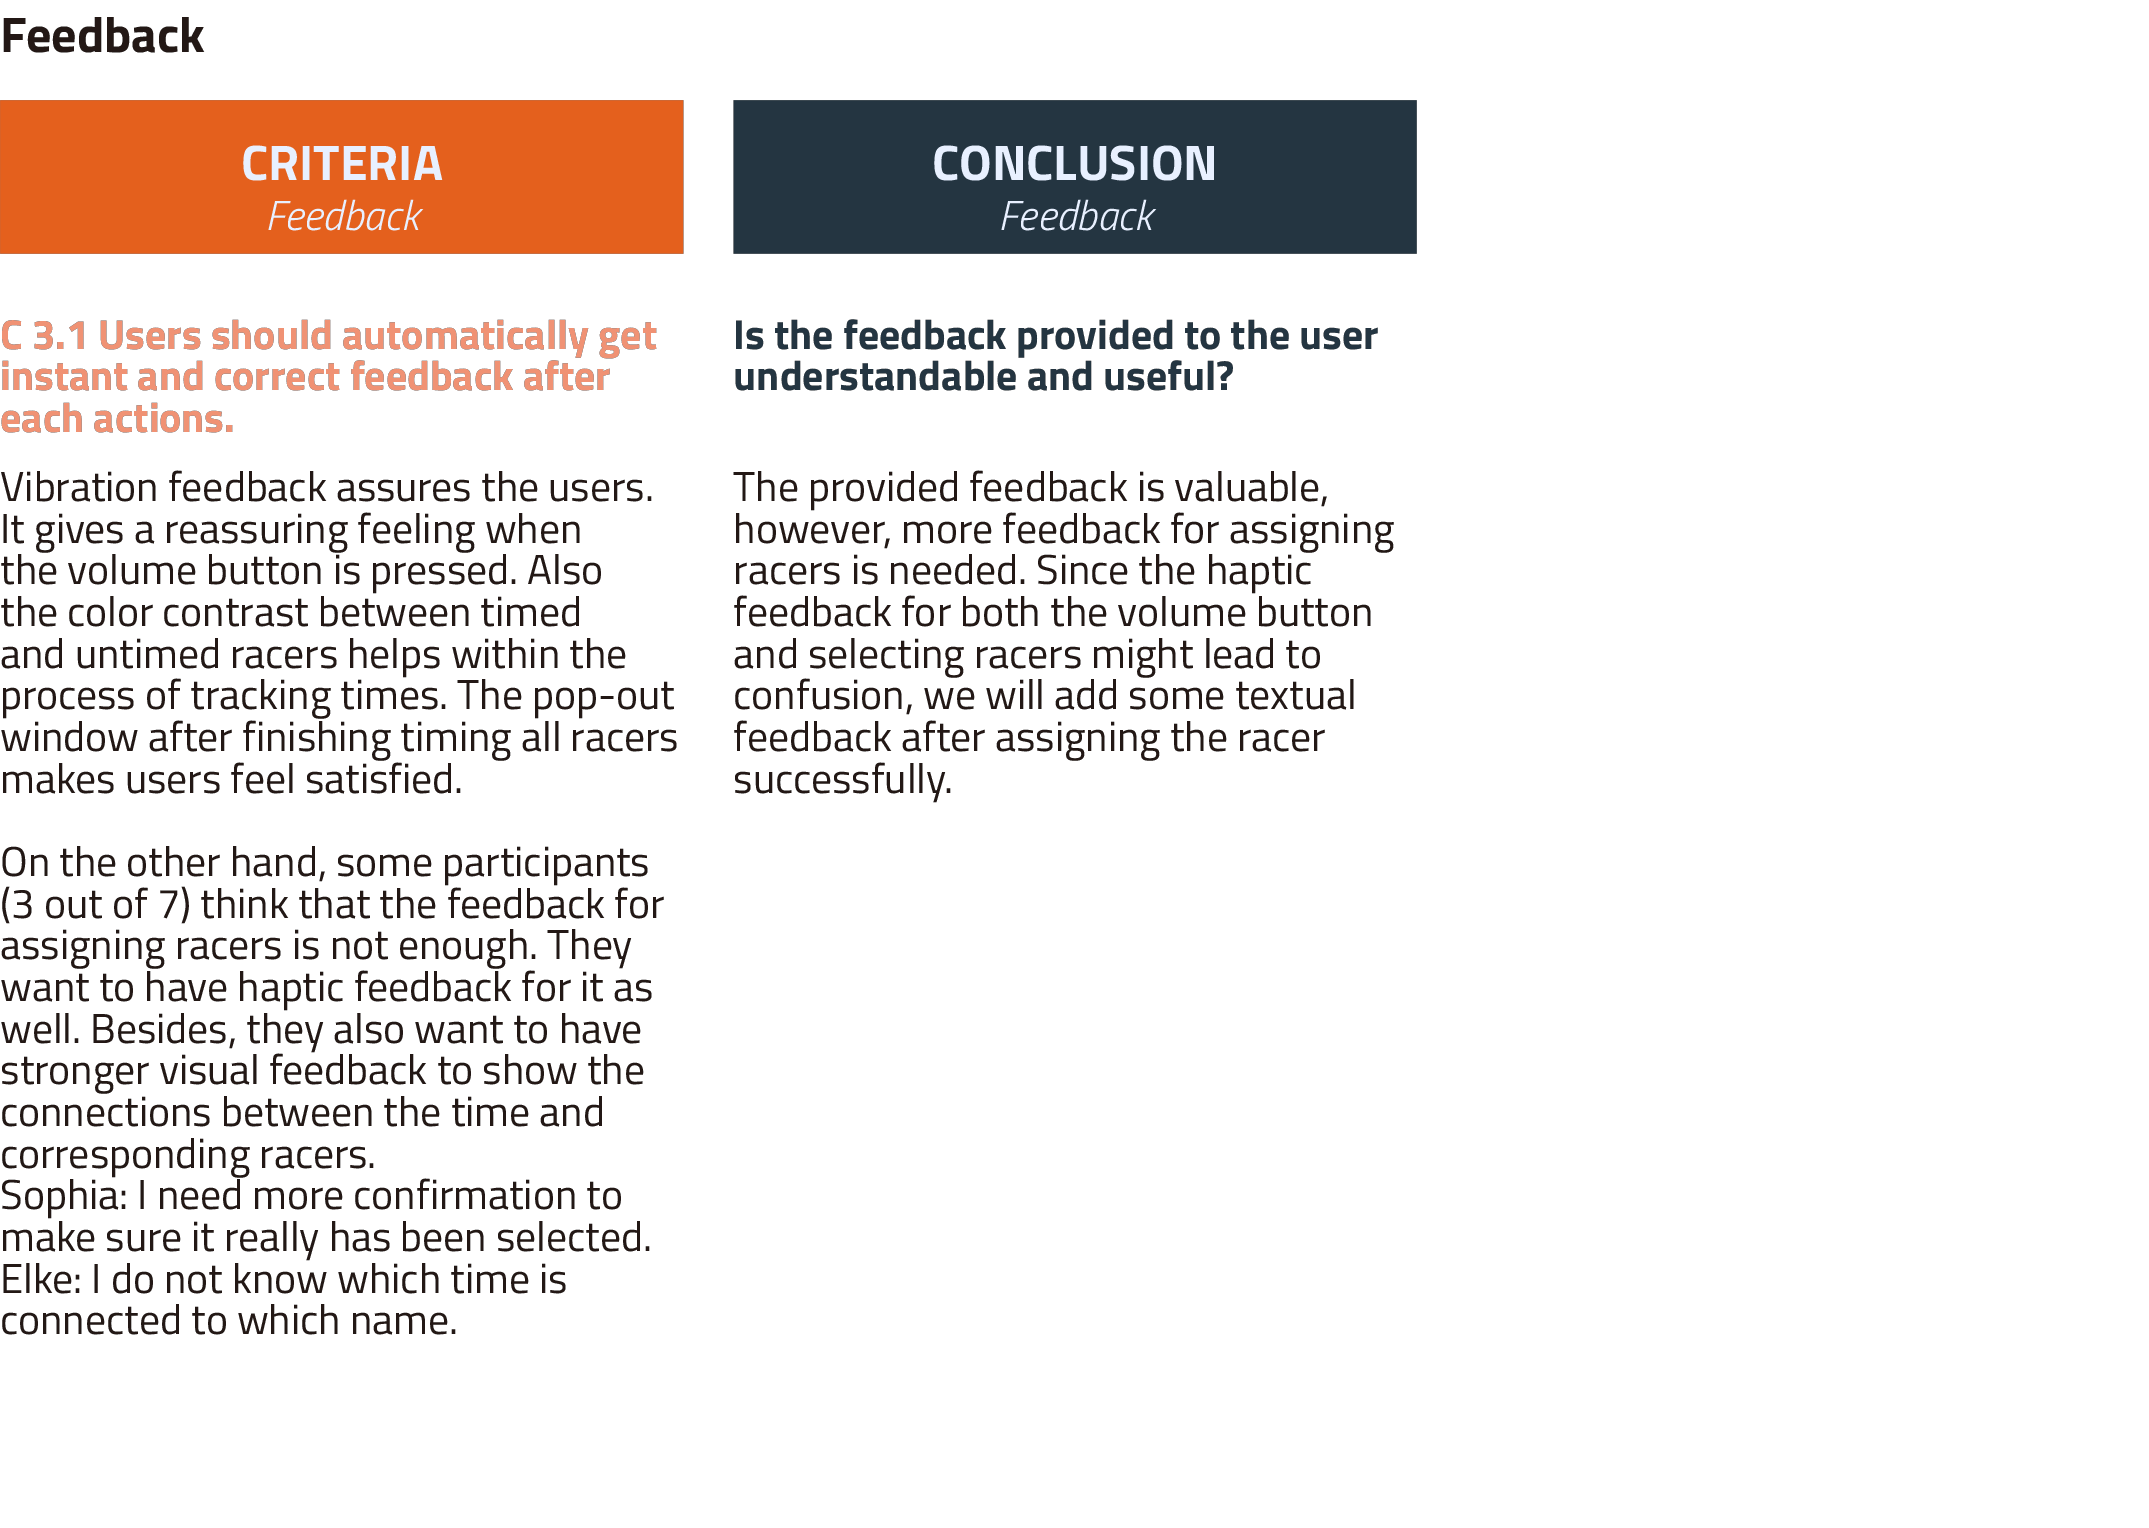 Feedback
CRITERIA
Feedback
C 3.1 Users should automatically get
instant and correct feedback after
each actions.
Vibration feedback assures the users.
It gives a reassuring feeling when
the volume button is pressed. Also
the color contrast between timed
and untimed racers helps within the
process of tracking times. The pop-out
window after finishing timing all racers
makes users feel satisfied.
On the other hand, some participants
(3 out of 7) think that the feedback for
assigning racers is not enough. They
want to have haptic feedback for it as
well. Besides, they also want to have
stronger visual feedback to show the
connections between the time and
corresponding racers.
Sophia: I need more confirmation to
make sure it really has been selected.
Elke: I do not know which time is
connected to which name.
CONCLUSION
Feedback
Is the feedback provided to the user
understandable and useful?
The provided feedback is valuable,
however, more feedback for assigning
racers is needed. Since the haptic
feedback for both the volume button
and selecting racers might lead to
confusion, we will add some textual
feedback after assigning the racer
successfully.